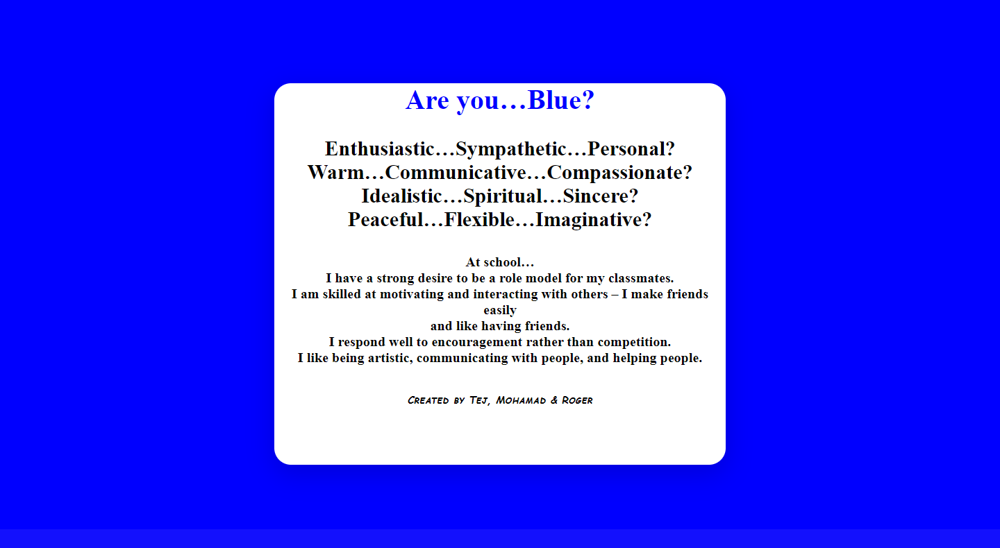 Are you…Blue?
Enthusiastic…Sympathetic…Personal?
Warm…Communicative…Compassionate?
Idealistic…Spiritual…Sincere?
Peaceful…Flexible…Imaginative?
At school…
I have a strong desire to be a role model for my classmates.
I am skilled at motivating and interacting with others – I make friends
easily
and like having friends.
I respond well to encouragement rather than competition.
I like being artistic, communicating with people, and helping people.
Created by Tej, Mohamad & Roger